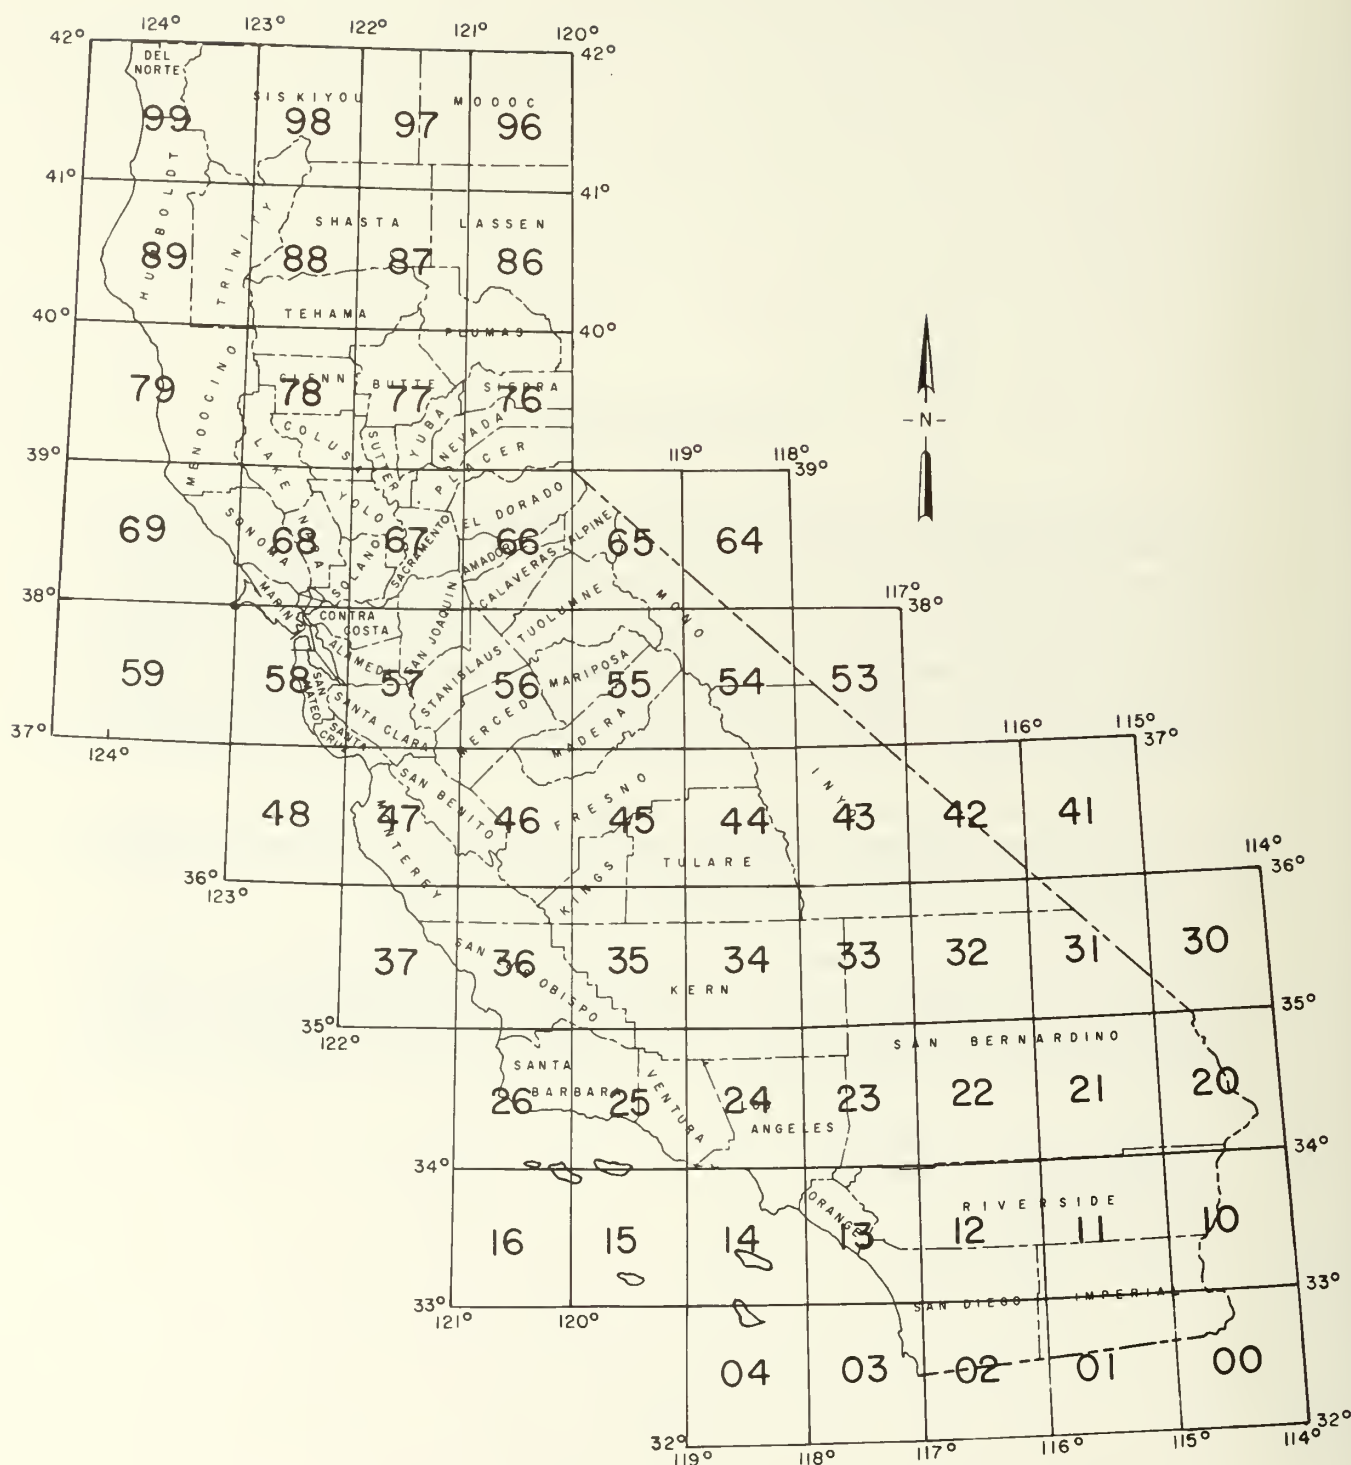 124° 123° 122° 121° 120°
42° 42°
DEL
NORTE
SISKIYOU MODOC
99 98 97 96
41° 41°
HUMBOLDT TRINITY SHASTA LASSEN
89 88 87 86
TEHAMA PLUMAS
40° 40°
MENDOCINO GLENN BUTTE SIERRA
79 78 77 76
- N -
COLUSA SUTTER YUBA NEVADA
LAKE PLACER
39° 119° 118° 39°
YOLO EL DORADO
SONOMA NAPA SOLANO SACRAMENTO AMADOR ALPINE
69 68 67 66 65 64
CALAVERAS
38° MARIN MONO 117° 38°
CONTRA
COSTA SAN JOAQUIN TUOLUMNE
ALAMEDA STANISLAUS MARIPOSA
59 58 57 56 55 54 53
SAN
MATEO SANTA CLARA MERCED MADERA
SANTA
CRUZ
37° 116° 115° 37°
124°
SAN BENITO FRESNO INYO
48 47 46 45 44 43 42 41
MONTEREY KINGS TULARE
36° 114° 36°
123°
37 36 35 34 33 32 31 30
SAN LUIS OBISPO KERN
35° 35°
122°
SAN BERNARDINO
SANTA
BARBARA VENTURA LOS
ANGELES
26 25 24 23 22 21 20
34° 34°
ORANGE RIVERSIDE
16 15 14 13 12 11 10
33° SAN DIEGO IMPERIAL 33°
121° 120°
04 03 02 01 00
32° 32°
119° 118° 117° 116° 115° 114°